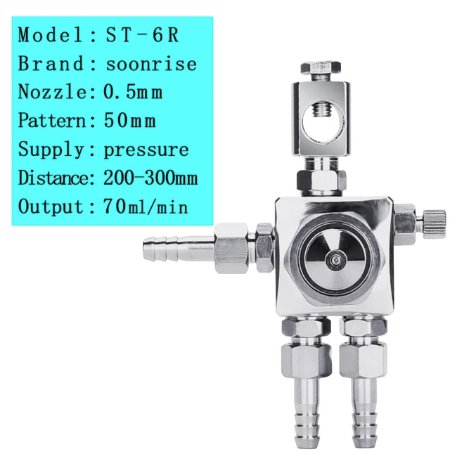 Model: ST-6R
Brand: soonrise
Nozzle: 0.5mm
Pattern: 50mm
Supply: pressure
Distance: 200-300mm
Output: 70ml/min